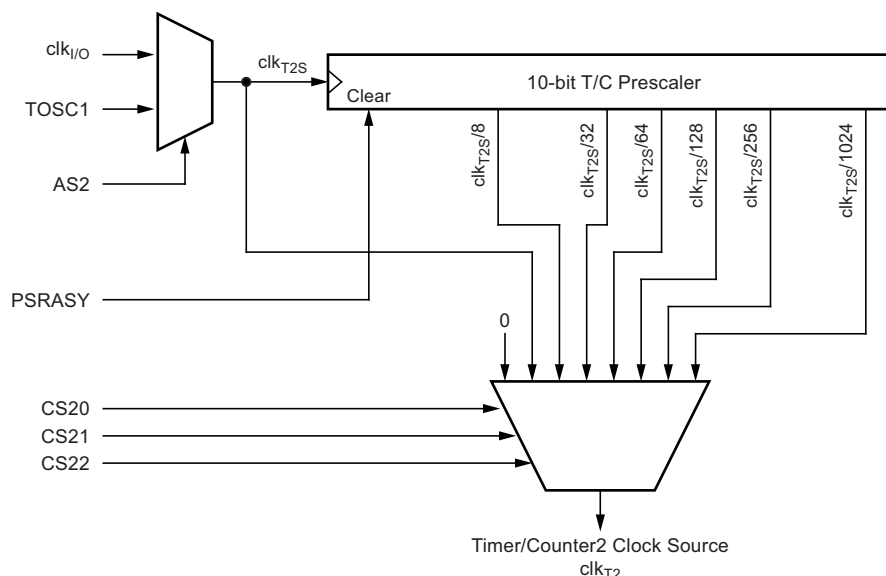 clkI/O
TOSC1
AS2
PSRASY
clkT2S
10-bit T/C Prescaler
Clear
clkT2S/8
clkT2S/32
clkT2S/64
clkT2S/128
clkT2S/256
clkT2S/1024
0
CS20
CS21
CS22
Timer/Counter2 Clock Source
clkT2